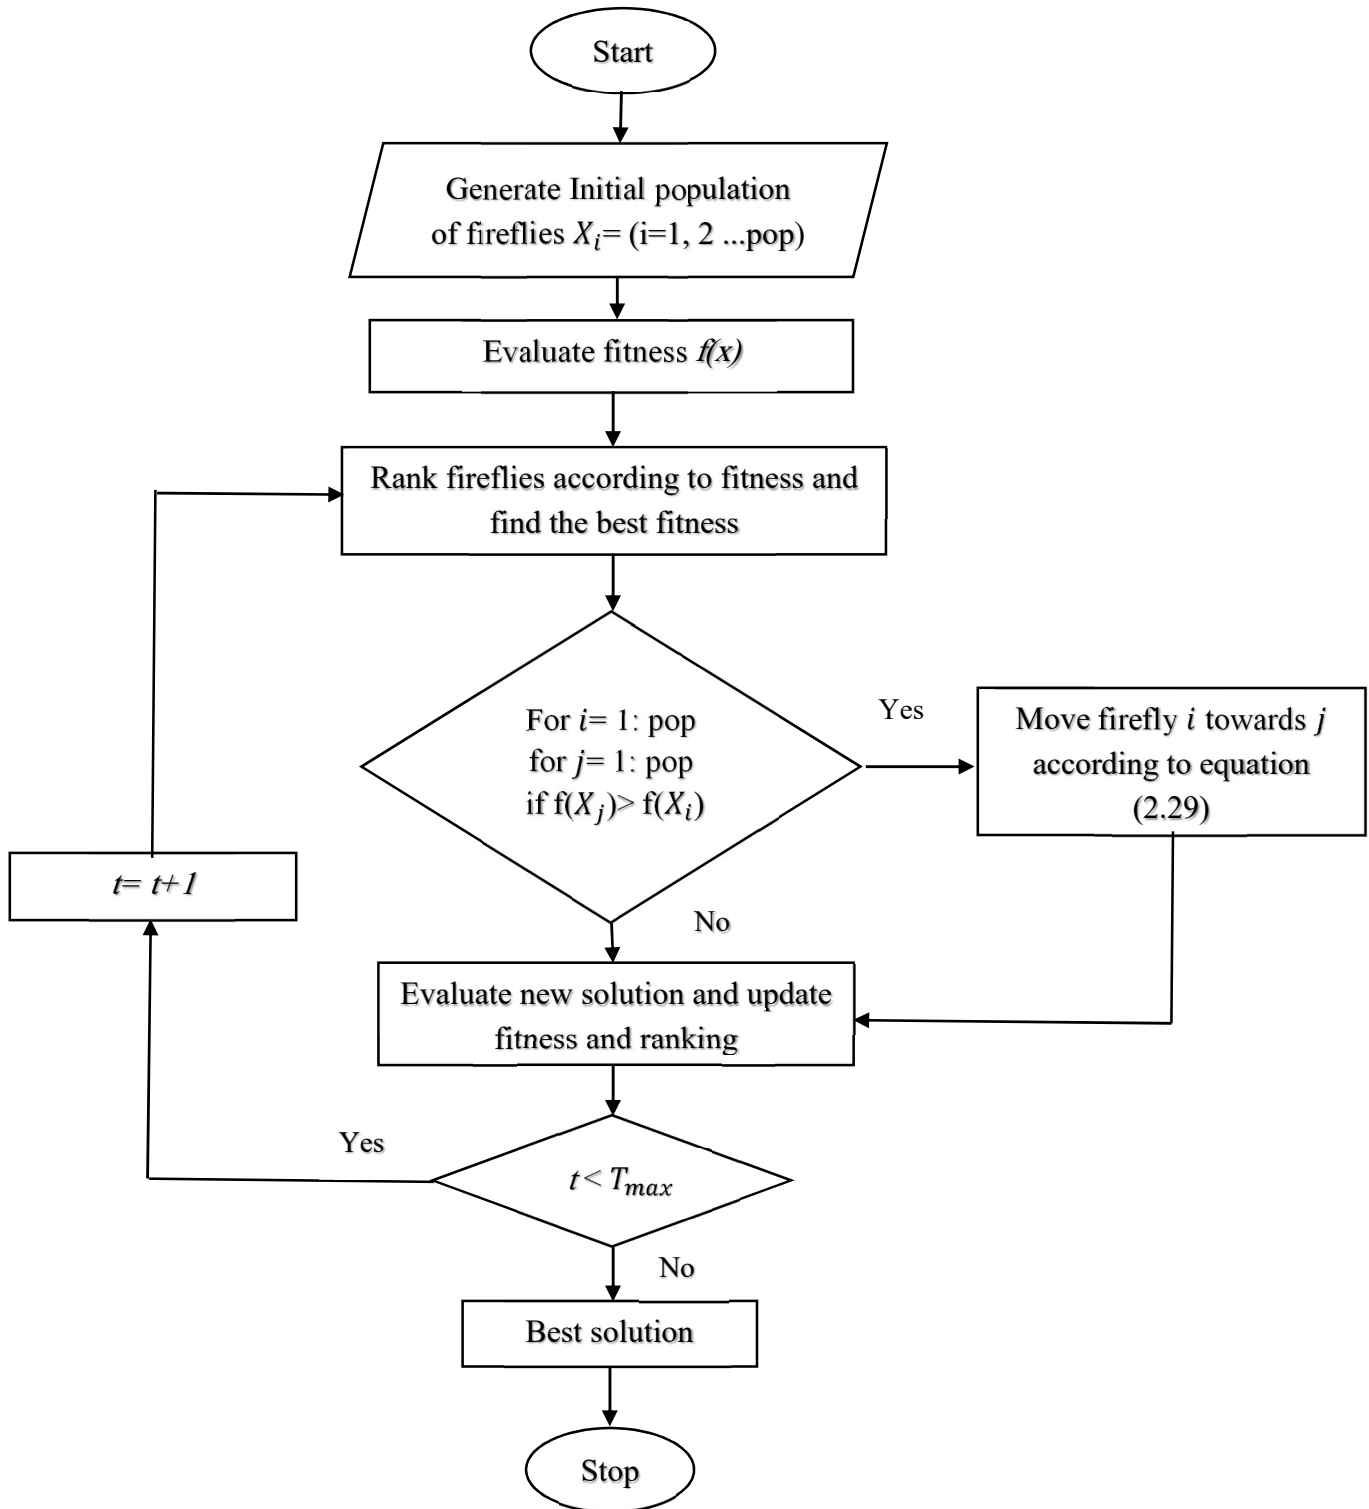 Start
Generate Initial population
of fireflies Xᵢ= (i=1, 2 ...pop)
Evaluate fitness f(x)
Rank fireflies according to fitness and
find the best fitness
For i= 1: pop
for j= 1: pop
if f(Xⱼ)> f(Xᵢ)
Yes
Move firefly i towards j
according to equation
(2.29)
t= t+1
No
Evaluate new solution and update
fitness and ranking
Yes
t< Tₘₐₓ
No
Best solution
Stop